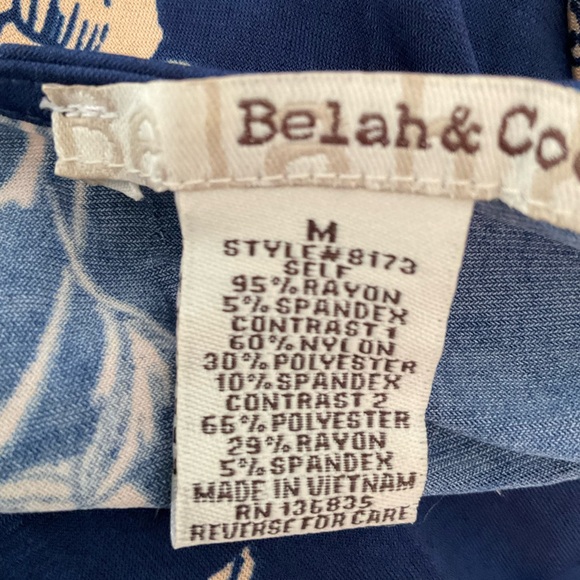 Belah & Co
M
STYLE# 8173
SELF
95% RAYON
5% SPANDEX
CONTRAST 1
60% NYLON
30% POLYESTER
10% SPANDEX
CONTRAST 2
66% POLYESTER
29% RAYON
5% SPANDEX
MADE IN VIETNAM
RN 136835
REVERSE FOR CARE